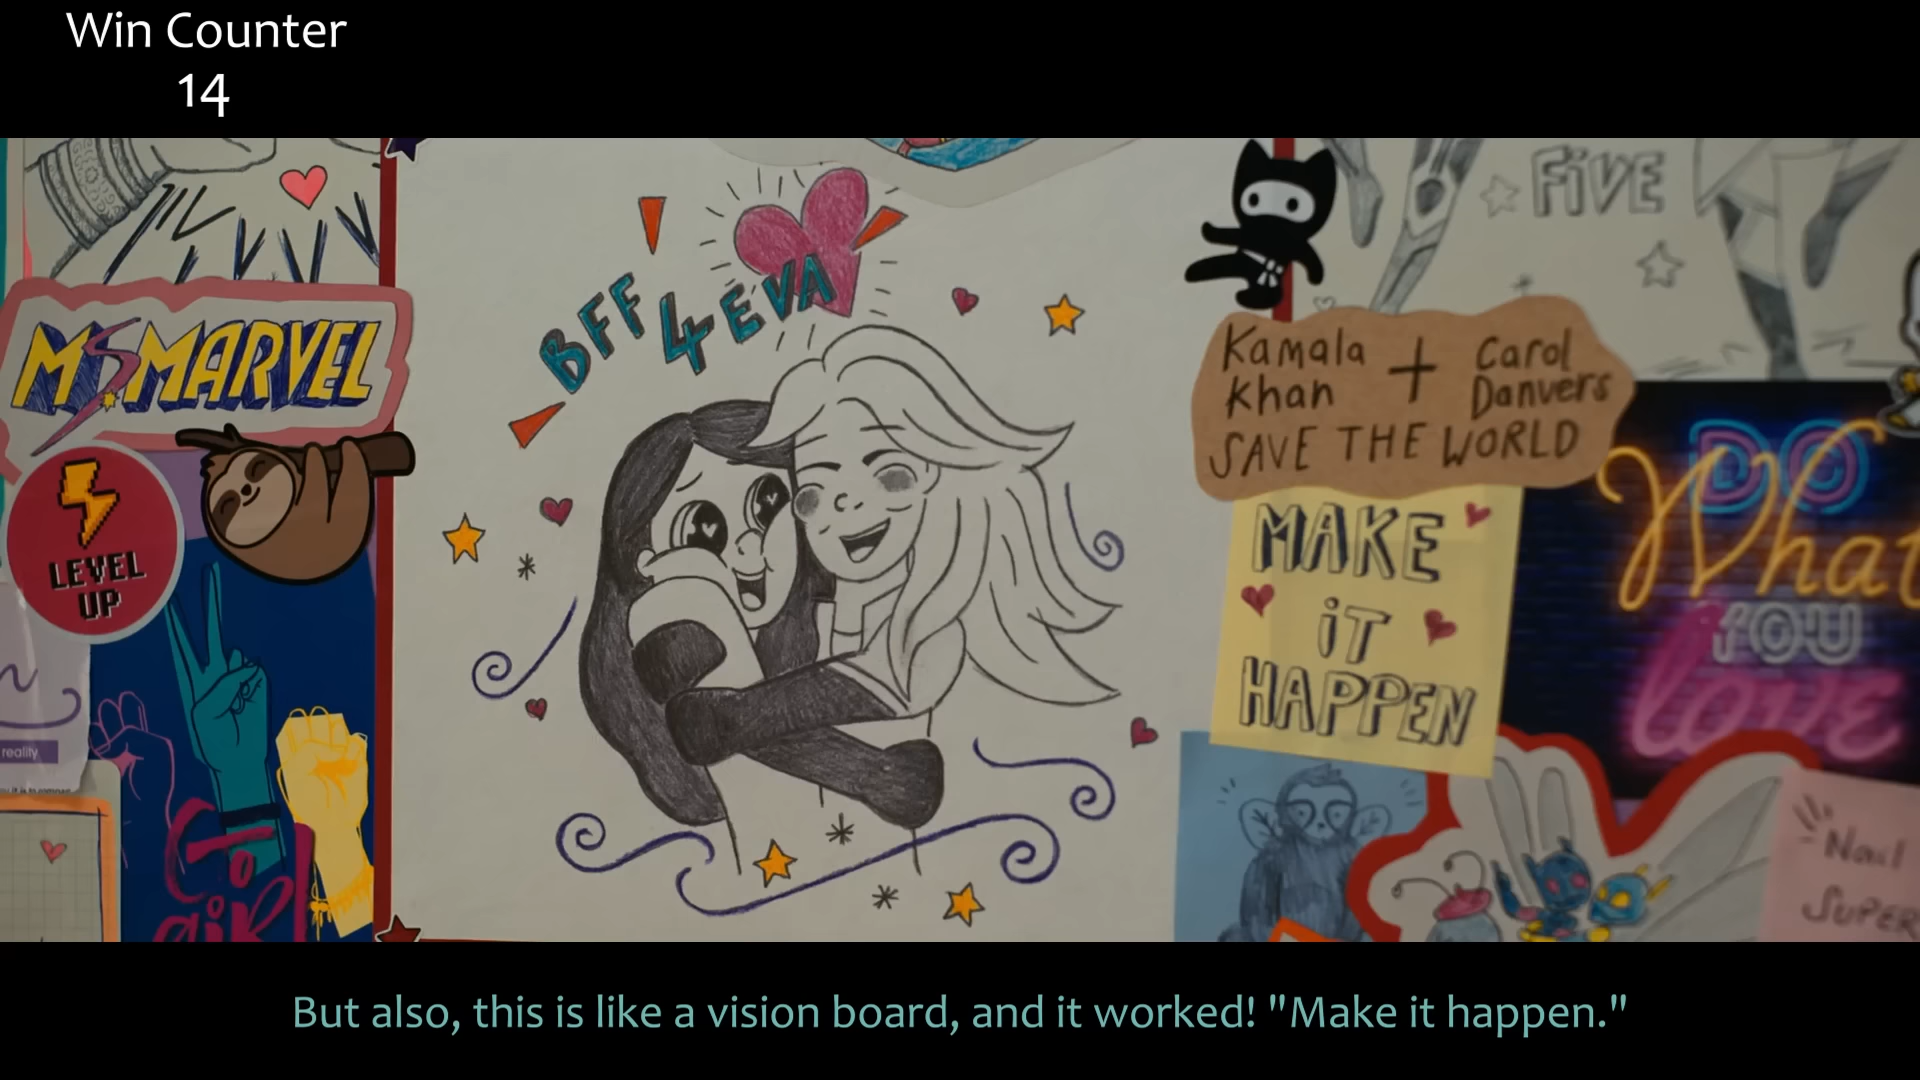 Win Counter
14
FiVE
BFF
4EVA
MS.MARVEL
Kamala + Carol
Khan Danvers
SAVE THE WORLD
DO
What
YOU
love
LEVEL
UP
MAKE
iT
HAPPEN
reality
Go
giRl
Nail
SUPER
But also, this is like a vision board, and it worked! "Make it happen."